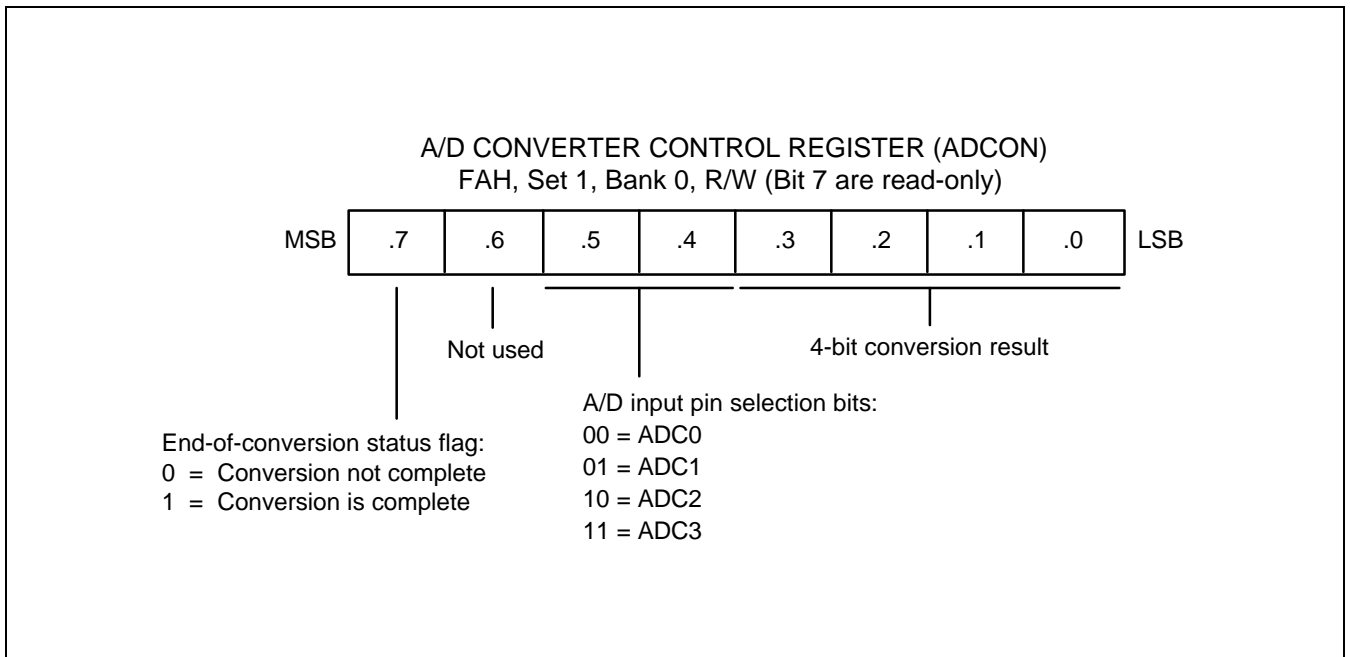 A/D CONVERTER CONTROL REGISTER (ADCON)
FAH, Set 1, Bank 0, R/W (Bit 7 are read-only)
MSB .7 .6 .5 .4 .3 .2 .1 .0 LSB
Not used
4-bit conversion result
A/D input pin selection bits:
00 = ADC0
01 = ADC1
10 = ADC2
11 = ADC3
End-of-conversion status flag:
0 = Conversion not complete
1 = Conversion is complete